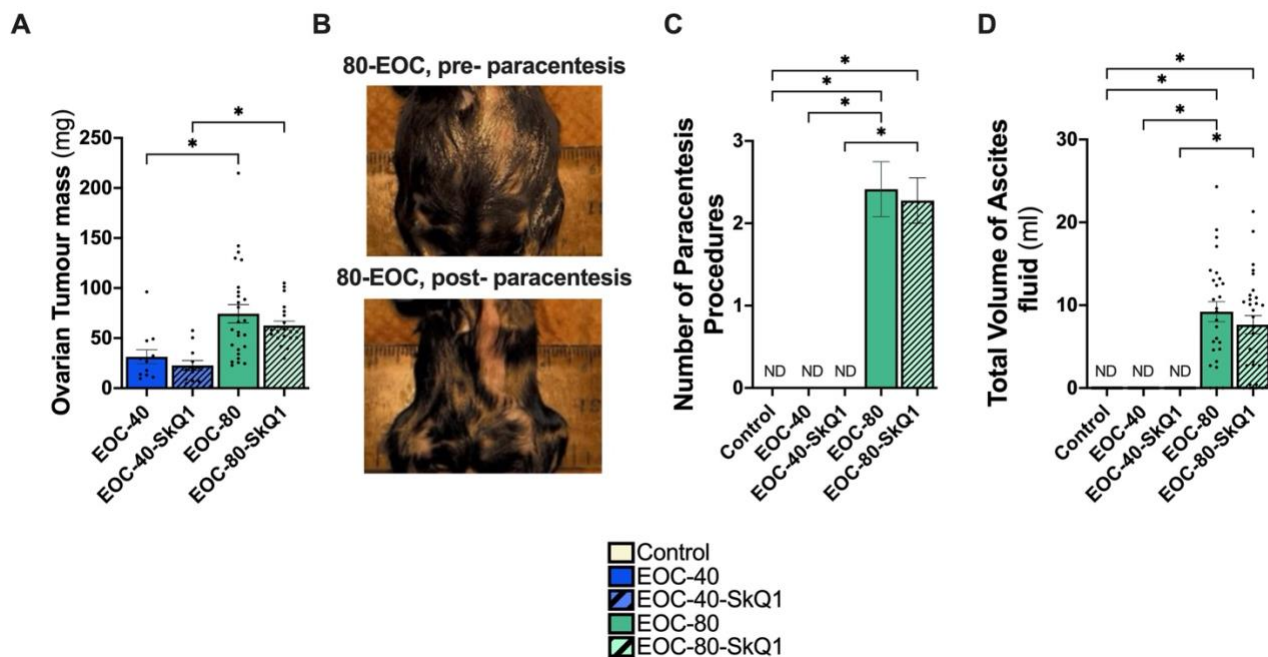 A
Ovarian Tumour mass (mg)
250
200
150
100
50
0
*
*
EOC-40
EOC-40-SkQ1
EOC-80
EOC-80-SkQ1
B
80-EOC, pre- paracentesis
80-EOC, post- paracentesis
C
Number of Paracentesis
Procedures
3
2
1
0
*
*
*
*
ND
ND
ND
Control
EOC-40
EOC-40-SkQ1
EOC-80
EOC-80-SkQ1
D
Total Volume of Ascites
fluid (ml)
30
20
10
0
*
*
*
*
ND
ND
ND
Control
EOC-40
EOC-40-SkQ1
EOC-80
EOC-80-SkQ1
Control
EOC-40
EOC-40-SkQ1
EOC-80
EOC-80-SkQ1